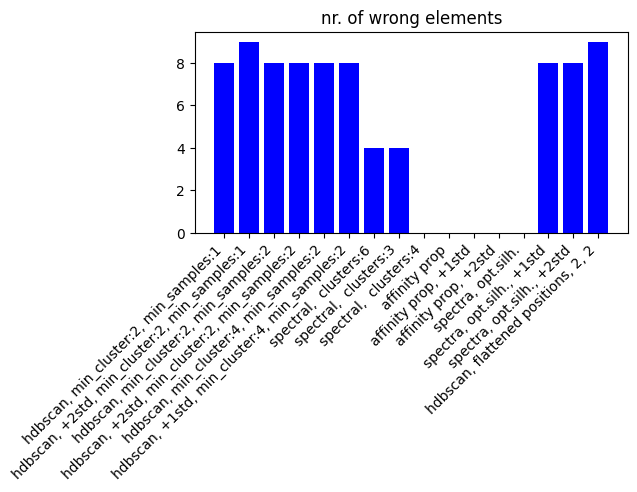 nr. of wrong elements
8
6
4
2
0
hdbscan, min_cluster:2, min_samples:1
hdbscan, +2std, min_cluster:2, min_samples:1
hdbscan, min_cluster:2, min_samples:2
hdbscan, +2std, min_cluster:2, min_samples:2
hdbscan, min_cluster:4, min_samples:2
hdbscan, +1std, min_cluster:4, min_samples:2
spectral,  clusters:6
spectral,  clusters:3
spectral,  clusters:4
affinity prop
affinity prop, +1std
affinity prop, +2std
spectra, opt.silh.
spectra, opt.silh., +1std
spectra, opt.silh., +2std
hdbscan, flattened positions, 2, 2